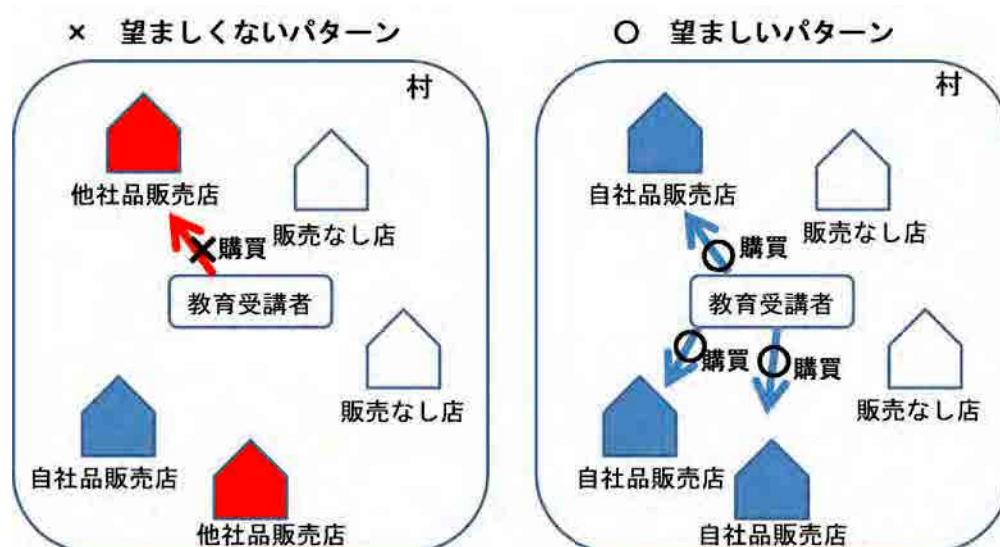 × 望ましくないパターン
村
他社品販売店
販売なし店
購買
教育受講者
販売なし店
自社品販売店
他社品販売店
○ 望ましいパターン
村
自社品販売店
販売なし店
購買
教育受講者
購買
購買
販売なし店
自社品販売店
自社品販売店